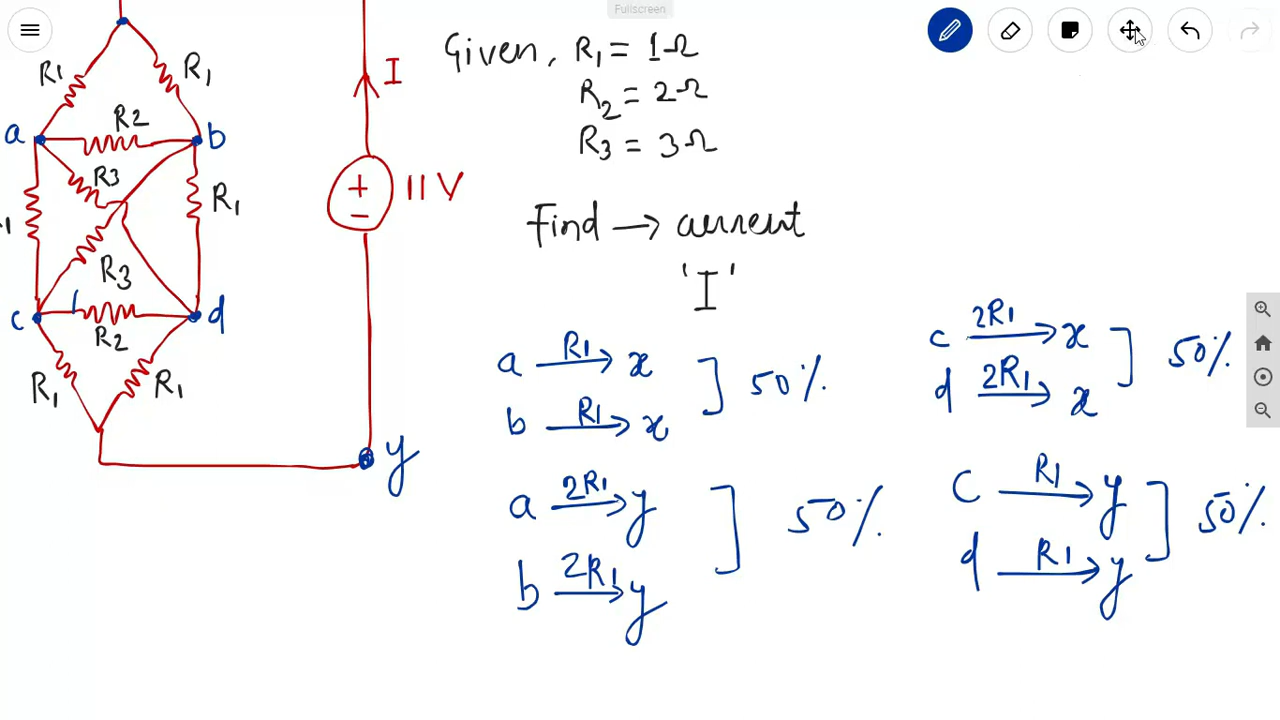 Fullscreen
Given, R1 = 1Ω
R2 = 2Ω
R3 = 3Ω
Find → current
'I'
I
+
−
11 V
y
R1
R1
a
R2
b
R3
R1
R3
c
R2
d
R1
R1
a R1→ x
b R1→ x
] 50%
a 2R1→ y
b 2R1→ y
] 50%
c 2R1→ x
d 2R1→ x
] 50%
C R1→ y
d R1→ y
] 50%